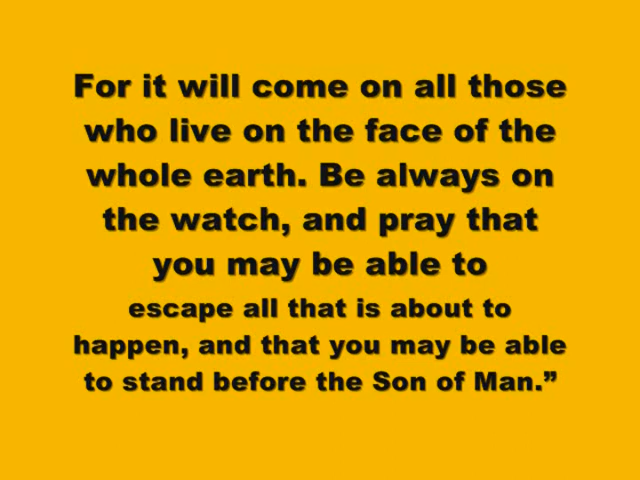 For it will come on all those
who live on the face of the
whole earth. Be always on
the watch, and pray that
you may be able to
escape all that is about to
happen, and that you may be able
to stand before the Son of Man.”